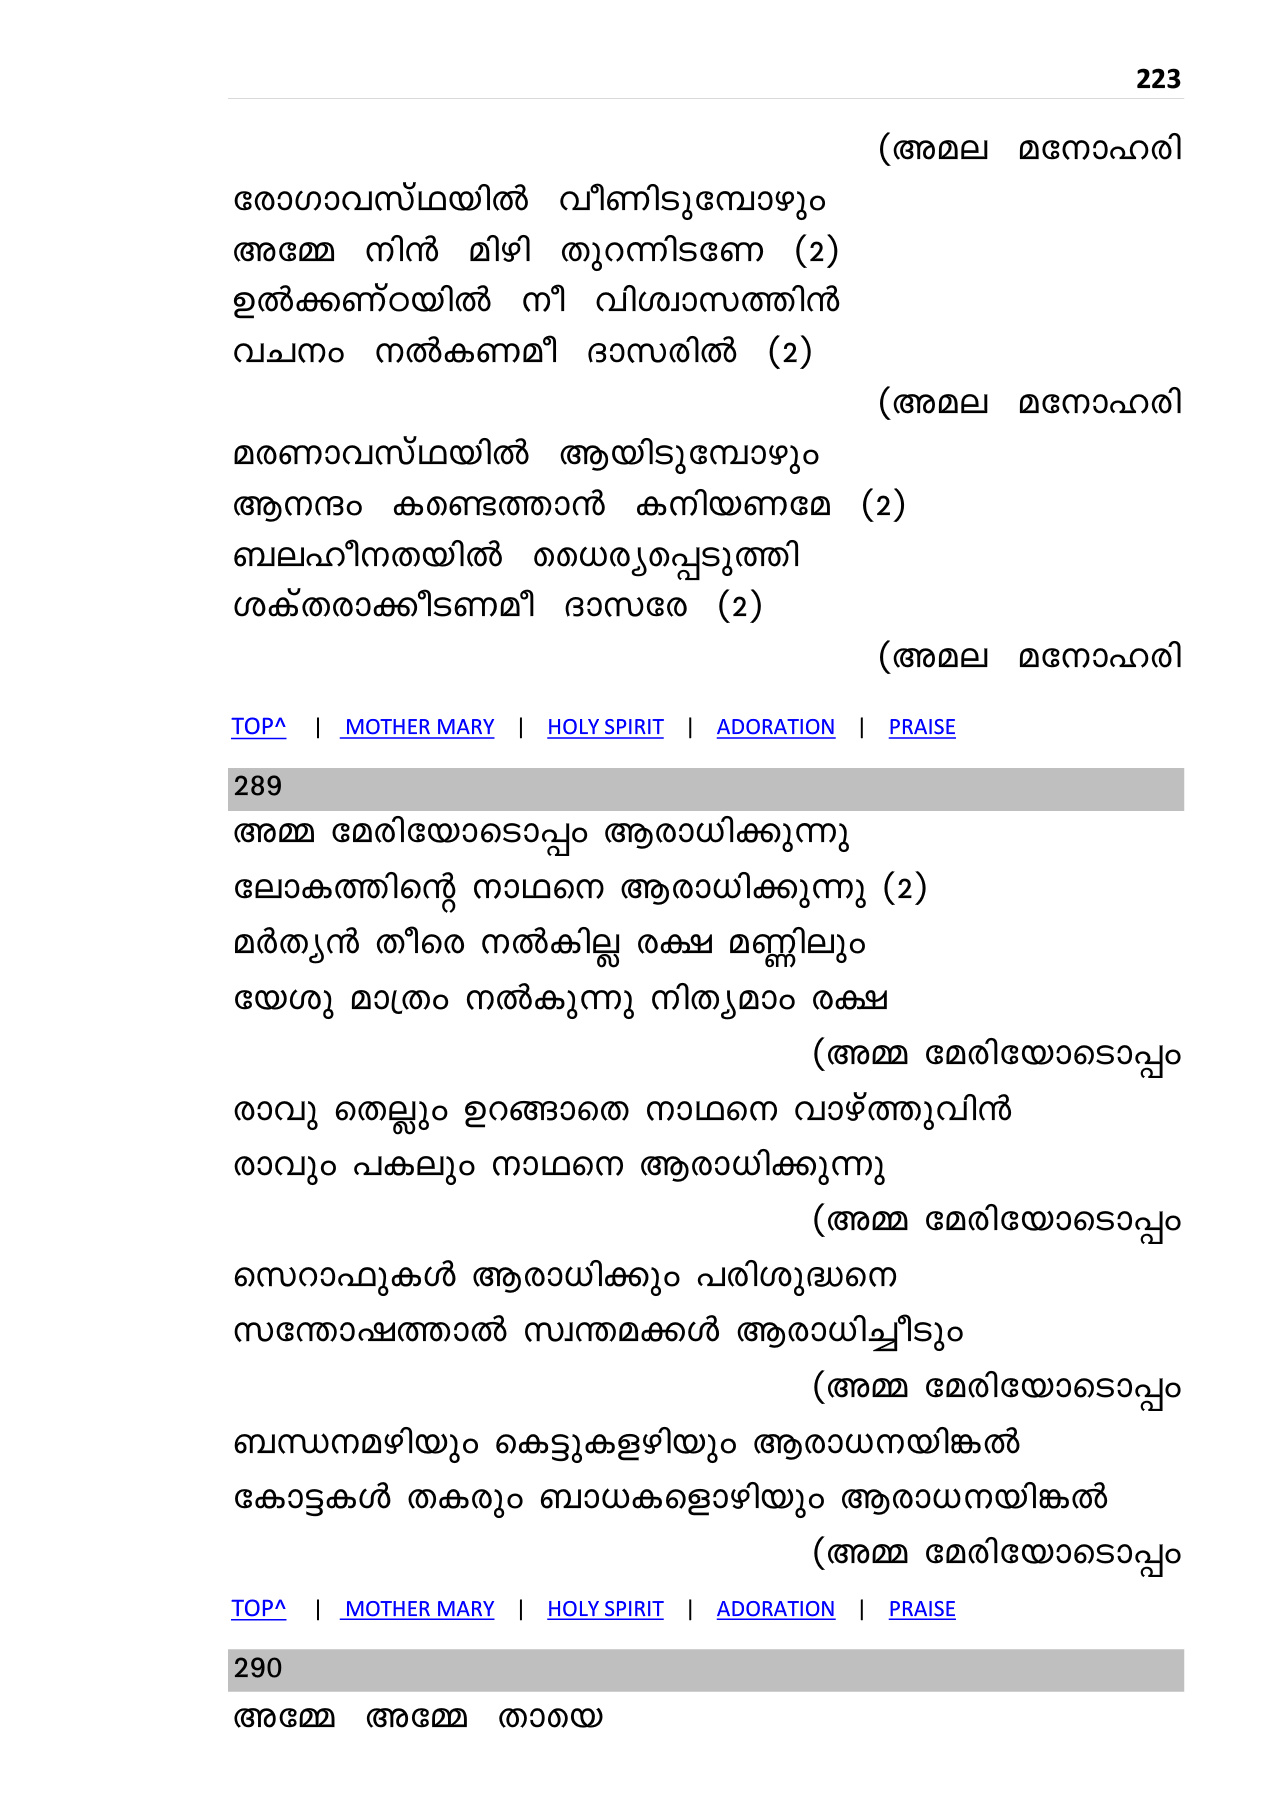 223
(അമല മനോഹരി
രോഗാവസ്ഥയിൽ വീണിടുമ്പോഴും
അമ്മേ നിൻ മിഴി തുറന്നിടണേ (2)
ഉൽക്കണ്ഠയിൽ നീ വിശ്വാസത്തിൻ
വചനം നൽകണമീ ദാസരിൽ (2)
(അമല മനോഹരി
മരണാവസ്ഥയിൽ ആയിടുമ്പോഴും
ആനന്ദം കണ്ടെത്താൻ കനിയണമേ (2)
ബലഹീനതയിൽ ധൈര്യപ്പെടുത്തി
ശക്തരാക്കീടണമീ ദാസരേ (2)
(അമല മനോഹരി
TOP^ | MOTHER MARY | HOLY SPIRIT | ADORATION | PRAISE
289
അമ്മ മേരിയോടൊപ്പം ആരാധിക്കുന്നു
ലോകത്തിന്റെ നാഥനെ ആരാധിക്കുന്നു (2)
മർത്യൻ തീരെ നൽകില്ല രക്ഷ മണ്ണിലും
യേശു മാത്രം നൽകുന്നു നിത്യമാം രക്ഷ
(അമ്മ മേരിയോടൊപ്പം
രാവു തെല്ലും ഉറങ്ങാതെ നാഥനെ വാഴ്ത്തുവിൻ
രാവും പകലും നാഥനെ ആരാധിക്കുന്നു
(അമ്മ മേരിയോടൊപ്പം
സെറാഫുകൾ ആരാധിക്കും പരിശുദ്ധനെ
സന്തോഷത്താൽ സ്വന്തമക്കൾ ആരാധിച്ചീടും
(അമ്മ മേരിയോടൊപ്പം
ബന്ധനമഴിയും കെട്ടുകളഴിയും ആരാധനയിങ്കൽ
കോട്ടകൾ തകരും ബാധകളൊഴിയും ആരാധനയിങ്കൽ
(അമ്മ മേരിയോടൊപ്പം
TOP^ | MOTHER MARY | HOLY SPIRIT | ADORATION | PRAISE
290
അമ്മേ അമ്മേ തായെ